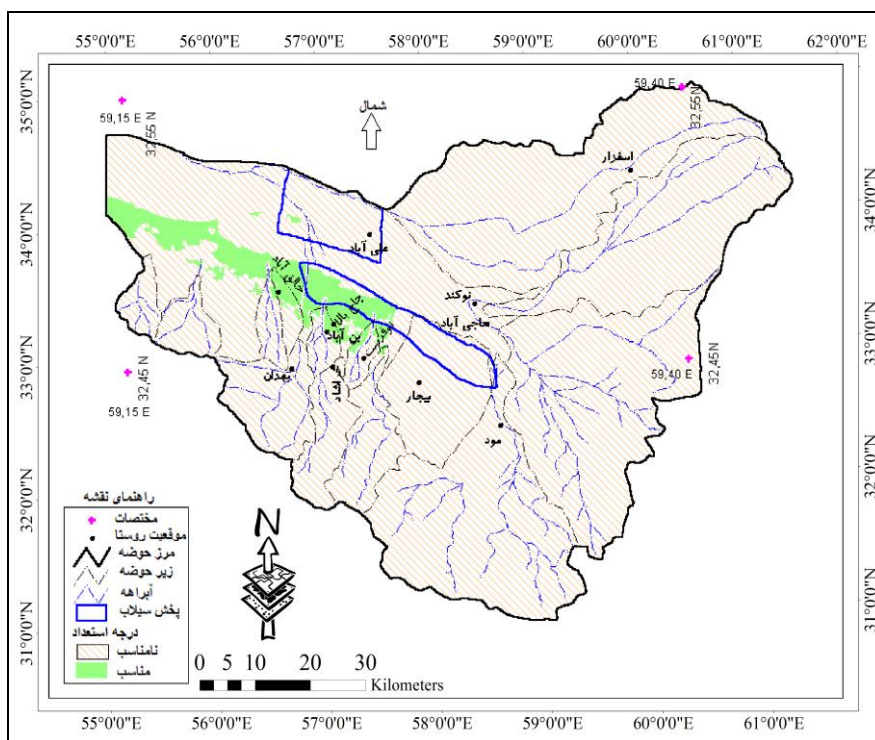 55°0'0"E 56°0'0"E 57°0'0"E 58°0'0"E 59°0'0"E 60°0'0"E 61°0'0"E 62°0'0"E
35°0'0"N
34°0'0"N
33°0'0"N
32°0'0"N
31°0'0"N
59,15 E
32,55 N
شمال
59,40 E
32,55 N
اسفزار
علی آباد
نوکند
حاجی آباد
بن آباد
بهدان
بیجار
مود
59,15 E
32,45 N
59,40 E
32,45 N
35°0'0"N
34°0'0"N
33°0'0"N
32°0'0"N
31°0'0"N
راهنمای نقشه
مختصات
موقعیت روستا
مرز حوضه
زیر حوضه
آبراهه
پخش سیلاب
درجه استعداد
نامناسب
مناسب
N
0 5 10 20 30
Kilometers
55°0'0"E 56°0'0"E 57°0'0"E 58°0'0"E 59°0'0"E 60°0'0"E 61°0'0"E